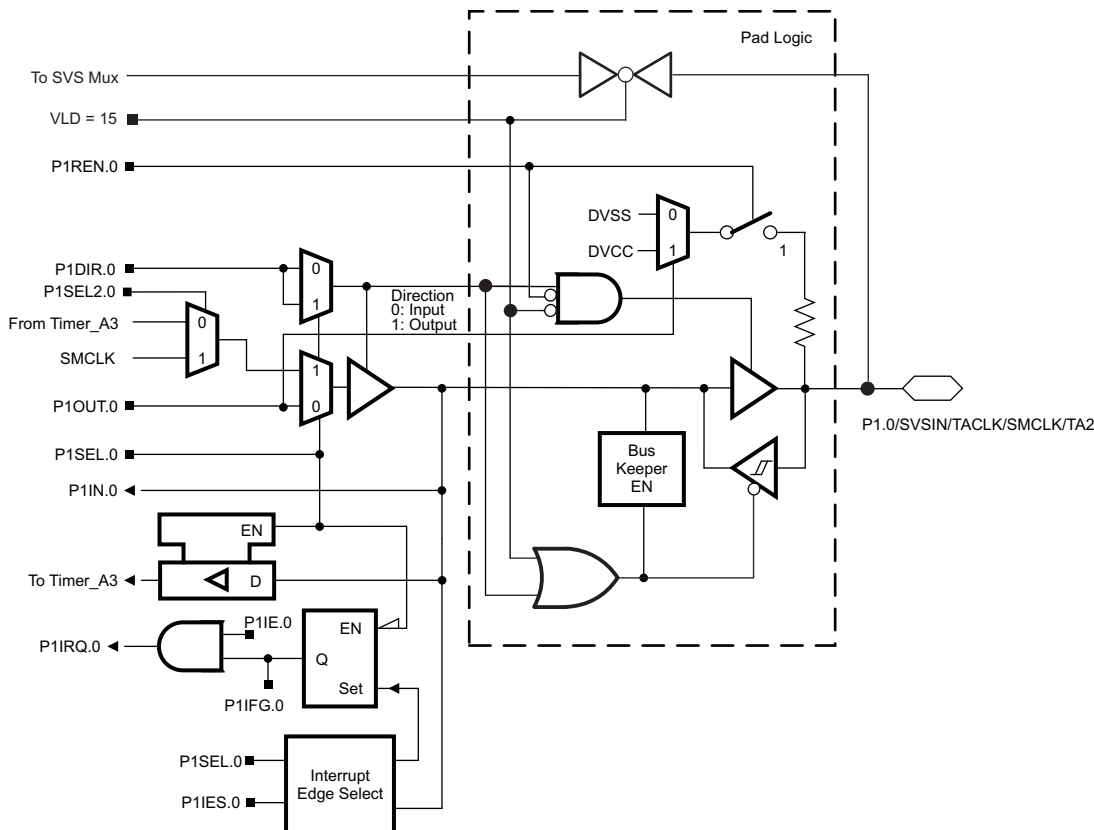 Pad Logic
To SVS Mux
VLD = 15
P1REN.0
DVSS
0
DVCC
1
1
P1DIR.0
0
1
Direction
0: Input
1: Output
P1SEL2.0
From Timer_A3
0
SMCLK
1
1
P1OUT.0
0
P1.0/SVSIN/TACLK/SMCLK/TA2
P1SEL.0
Bus
Keeper
EN
P1IN.0
EN
To Timer_A3
D
P1IE.0
EN
P1IRQ.0
Q
Set
P1IFG.0
P1SEL.0
Interrupt
Edge Select
P1IES.0